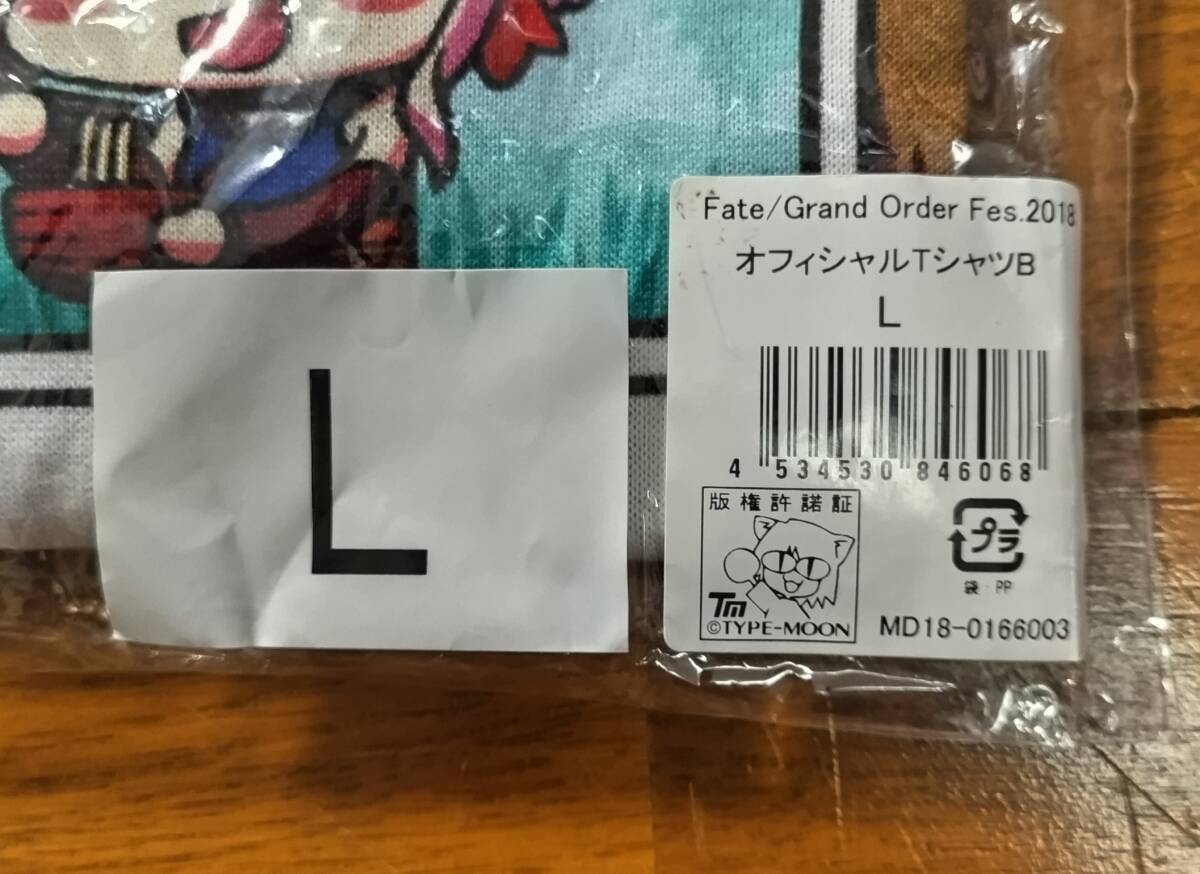 L
Fate/Grand Order Fes.2018
オフィシャルTシャツB
L
4 534530 846068
版権許諾証
TM
©TYPE-MOON
プラ
袋・PP
MD18-0166003